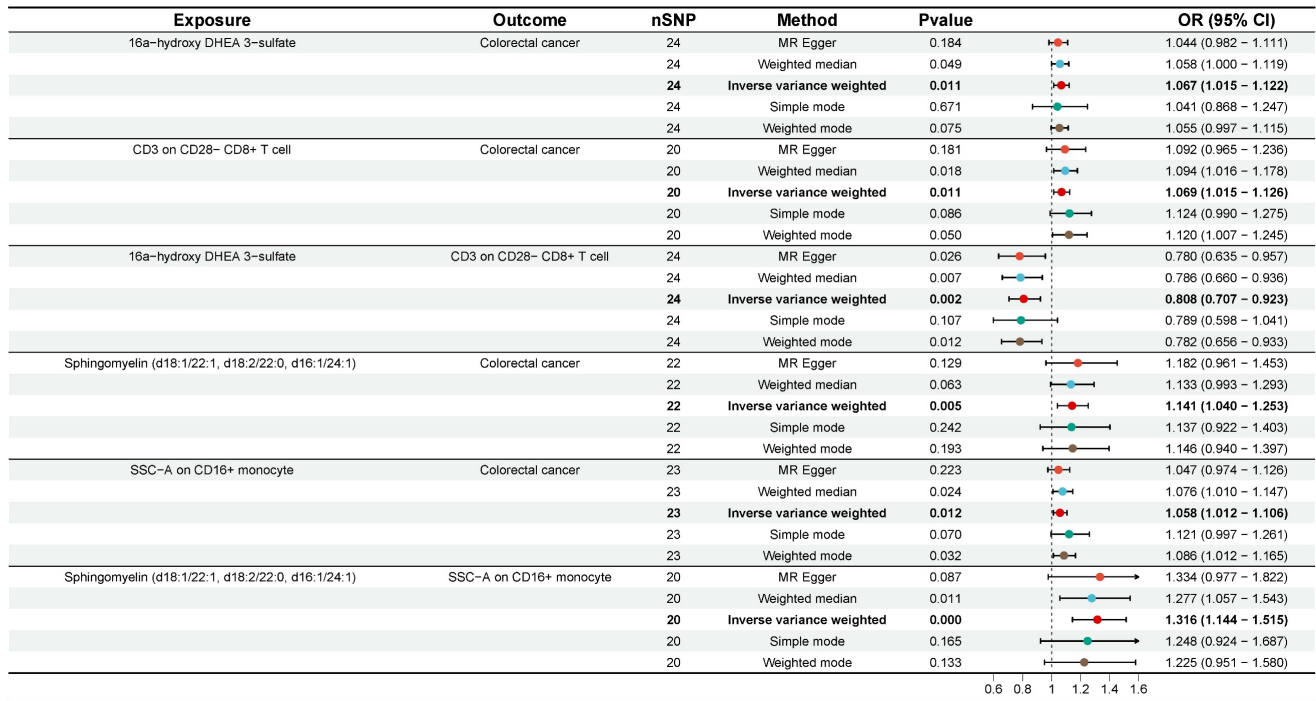 Exposure Outcome nSNP Method Pvalue OR (95% CI)
16a−hydroxy DHEA 3−sulfate Colorectal cancer 24 MR Egger 0.184 1.044 (0.982 − 1.111)
24 Weighted median 0.049 1.058 (1.000 − 1.119)
24 Inverse variance weighted 0.011 1.067 (1.015 − 1.122)
24 Simple mode 0.671 1.041 (0.868 − 1.247)
24 Weighted mode 0.075 1.055 (0.997 − 1.115)
CD3 on CD28− CD8+ T cell Colorectal cancer 20 MR Egger 0.181 1.092 (0.965 − 1.236)
20 Weighted median 0.018 1.094 (1.016 − 1.178)
20 Inverse variance weighted 0.011 1.069 (1.015 − 1.126)
20 Simple mode 0.086 1.124 (0.990 − 1.275)
20 Weighted mode 0.050 1.120 (1.007 − 1.245)
16a−hydroxy DHEA 3−sulfate CD3 on CD28− CD8+ T cell 24 MR Egger 0.026 0.780 (0.635 − 0.957)
24 Weighted median 0.007 0.786 (0.660 − 0.936)
24 Inverse variance weighted 0.002 0.808 (0.707 − 0.923)
24 Simple mode 0.107 0.789 (0.598 − 1.041)
24 Weighted mode 0.012 0.782 (0.656 − 0.933)
Sphingomyelin (d18:1/22:1, d18:2/22:0, d16:1/24:1) Colorectal cancer 22 MR Egger 0.129 1.182 (0.961 − 1.453)
22 Weighted median 0.063 1.133 (0.993 − 1.293)
22 Inverse variance weighted 0.005 1.141 (1.040 − 1.253)
22 Simple mode 0.242 1.137 (0.922 − 1.403)
22 Weighted mode 0.193 1.146 (0.940 − 1.397)
SSC−A on CD16+ monocyte Colorectal cancer 23 MR Egger 0.223 1.047 (0.974 − 1.126)
23 Weighted median 0.024 1.076 (1.010 − 1.147)
23 Inverse variance weighted 0.012 1.058 (1.012 − 1.106)
23 Simple mode 0.070 1.121 (0.997 − 1.261)
23 Weighted mode 0.032 1.086 (1.012 − 1.165)
Sphingomyelin (d18:1/22:1, d18:2/22:0, d16:1/24:1) SSC−A on CD16+ monocyte 20 MR Egger 0.087 1.334 (0.977 − 1.822)
20 Weighted median 0.011 1.277 (1.057 − 1.543)
20 Inverse variance weighted 0.000 1.316 (1.144 − 1.515)
20 Simple mode 0.165 1.248 (0.924 − 1.687)
20 Weighted mode 0.133 1.225 (0.951 − 1.580)
0.6 0.8 1 1.2 1.4 1.6